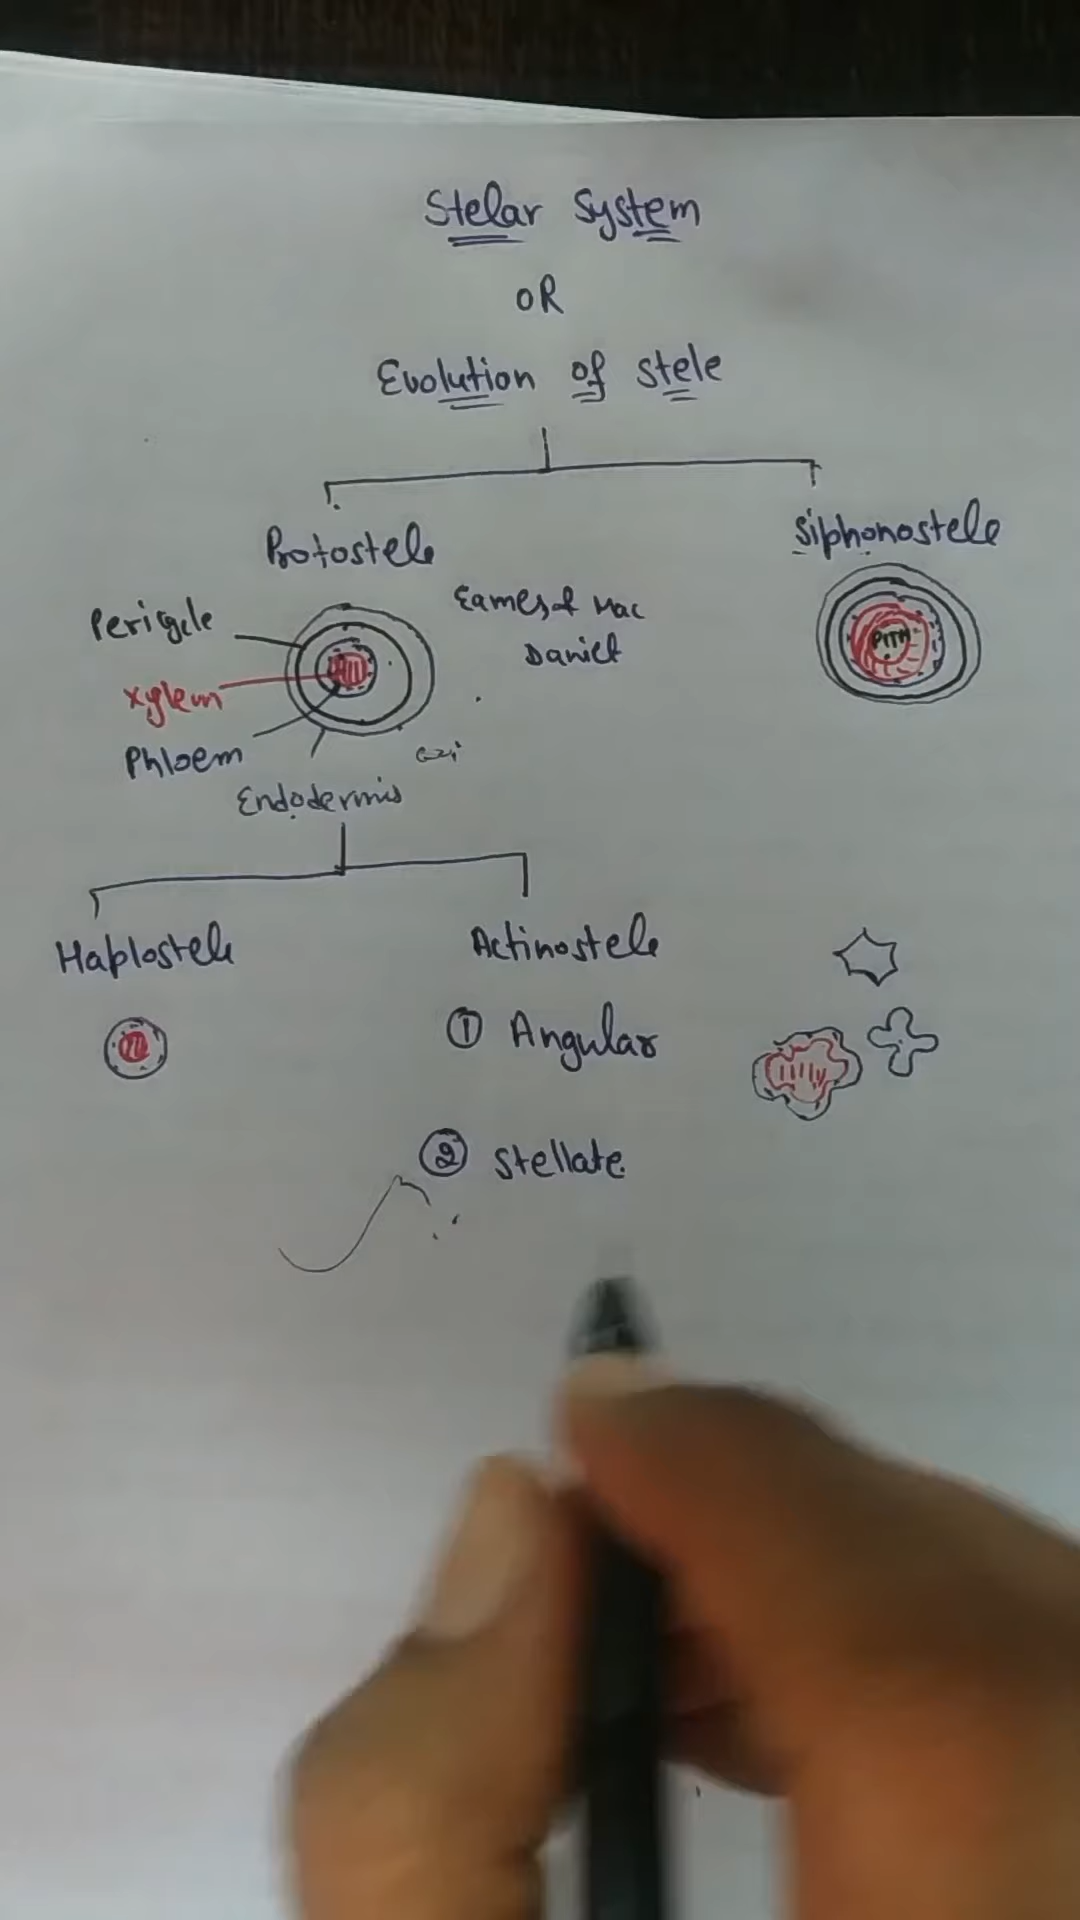 Stelar System
OR
Evolution of stele
Protostele
Siphonostele
Pericycle
Eames & Mac
Daniel
PITH
Xylem
Phloem
Endodermis
Haplostele
Actinostele
① Angular
② Stellate